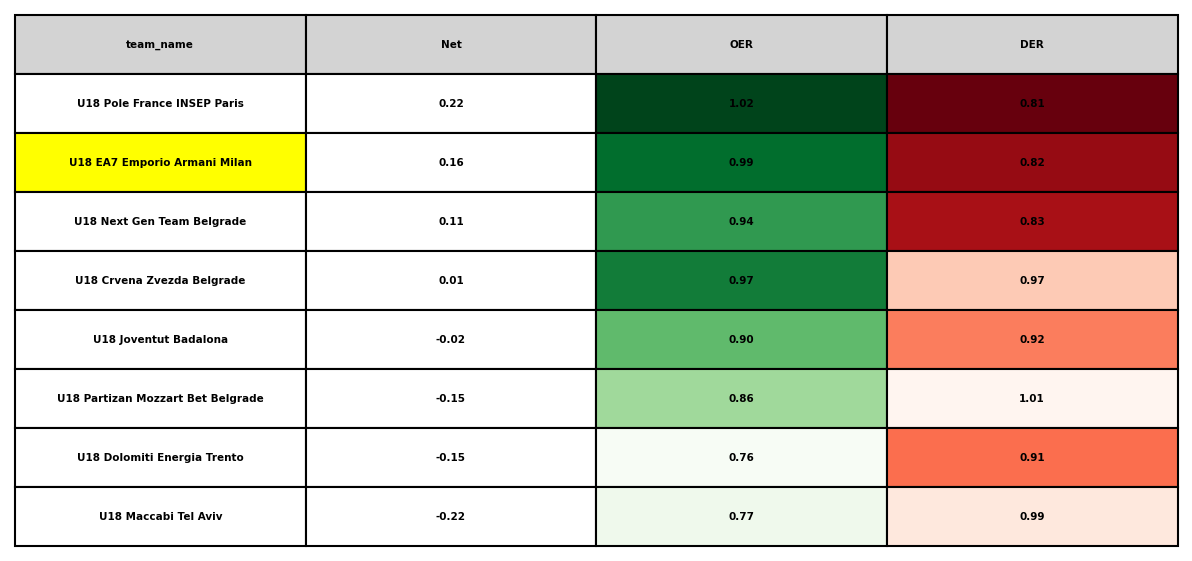 team_name Net OER DER
U18 Pole France INSEP Paris 0.22 1.02 0.81
U18 EA7 Emporio Armani Milan 0.16 0.99 0.82
U18 Next Gen Team Belgrade 0.11 0.94 0.83
U18 Crvena Zvezda Belgrade 0.01 0.97 0.97
U18 Joventut Badalona -0.02 0.90 0.92
U18 Partizan Mozzart Bet Belgrade -0.15 0.86 1.01
U18 Dolomiti Energia Trento -0.15 0.76 0.91
U18 Maccabi Tel Aviv -0.22 0.77 0.99